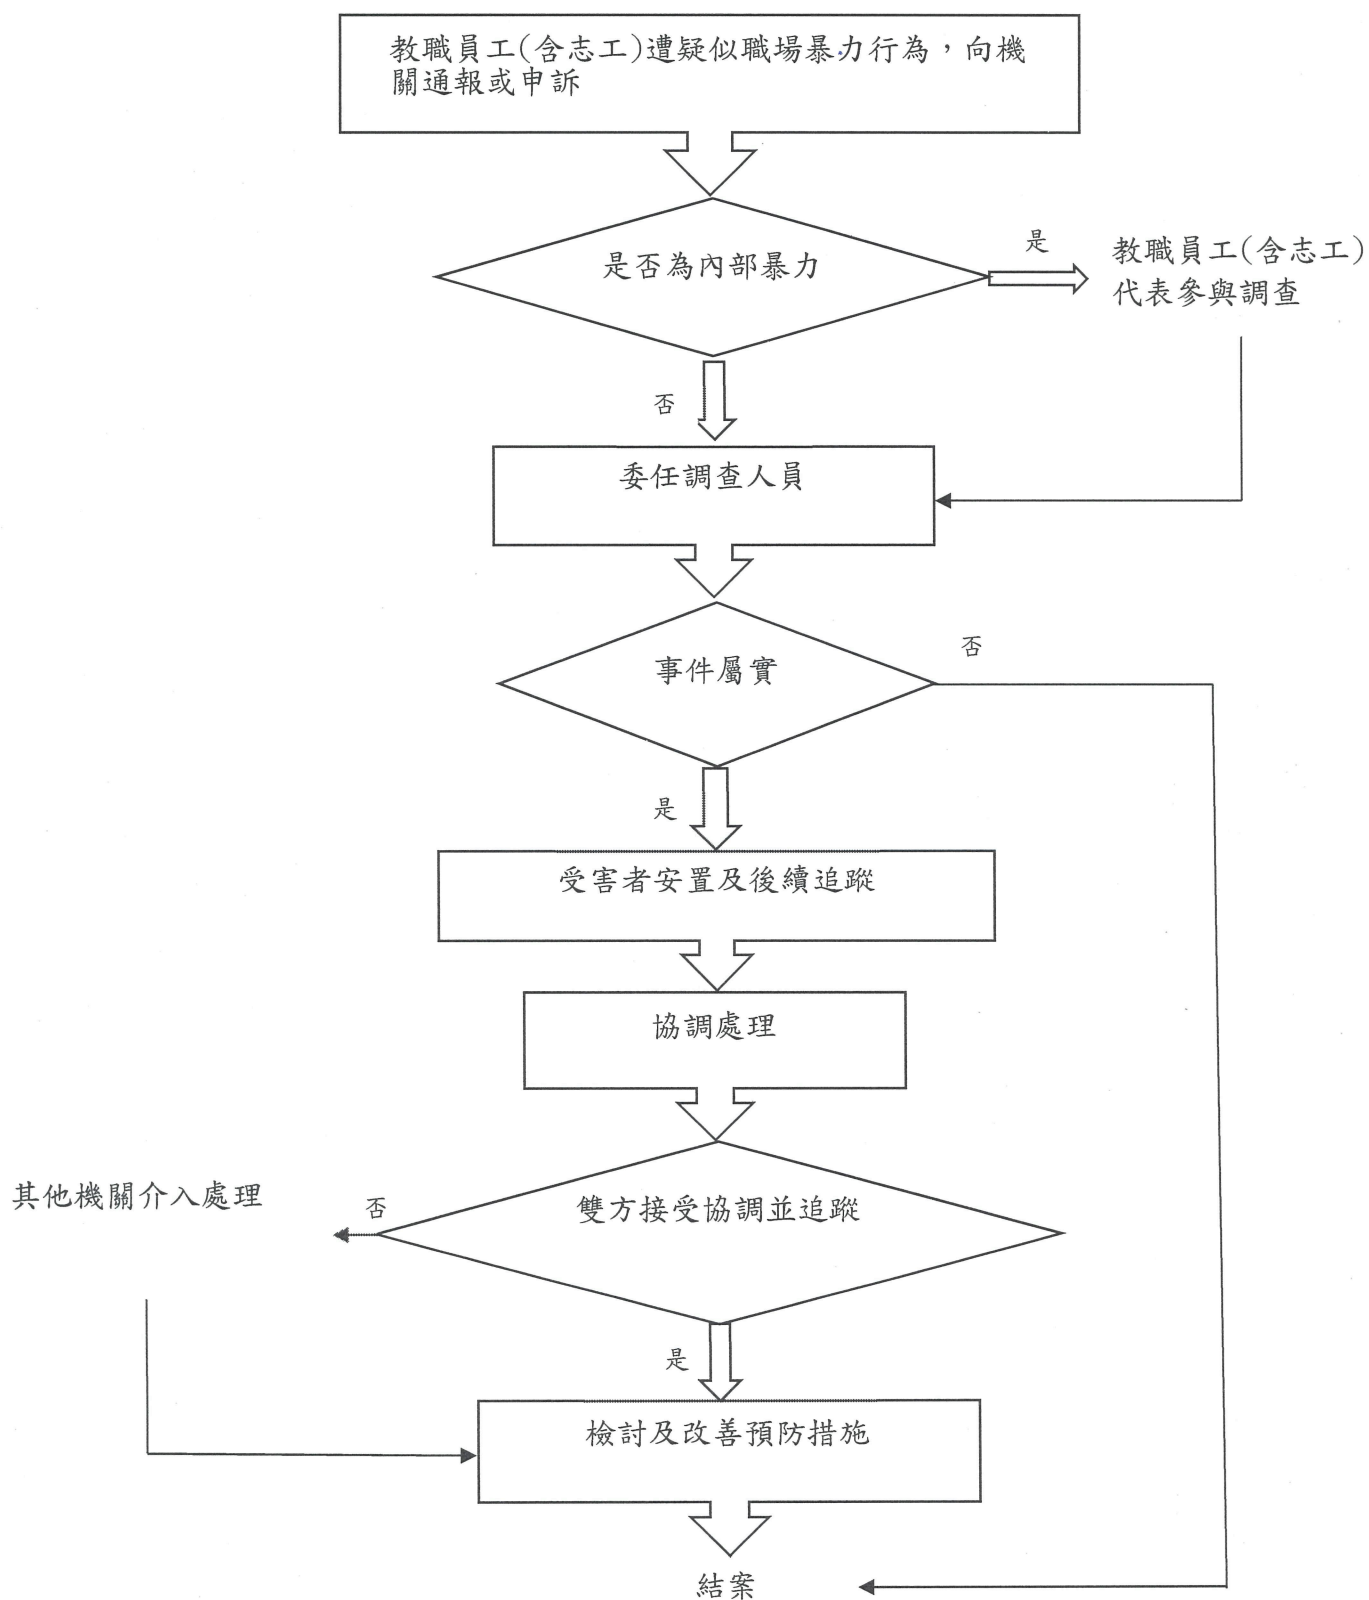 教職員工(含志工)遭疑似職場暴力行為，向機
關通報或申訴
是否為內部暴力
是
教職員工(含志工)
代表參與調查
否
委任調查人員
事件屬實
否
是
受害者安置及後續追蹤
協調處理
雙方接受協調並追蹤
否
其他機關介入處理
是
檢討及改善預防措施
結案